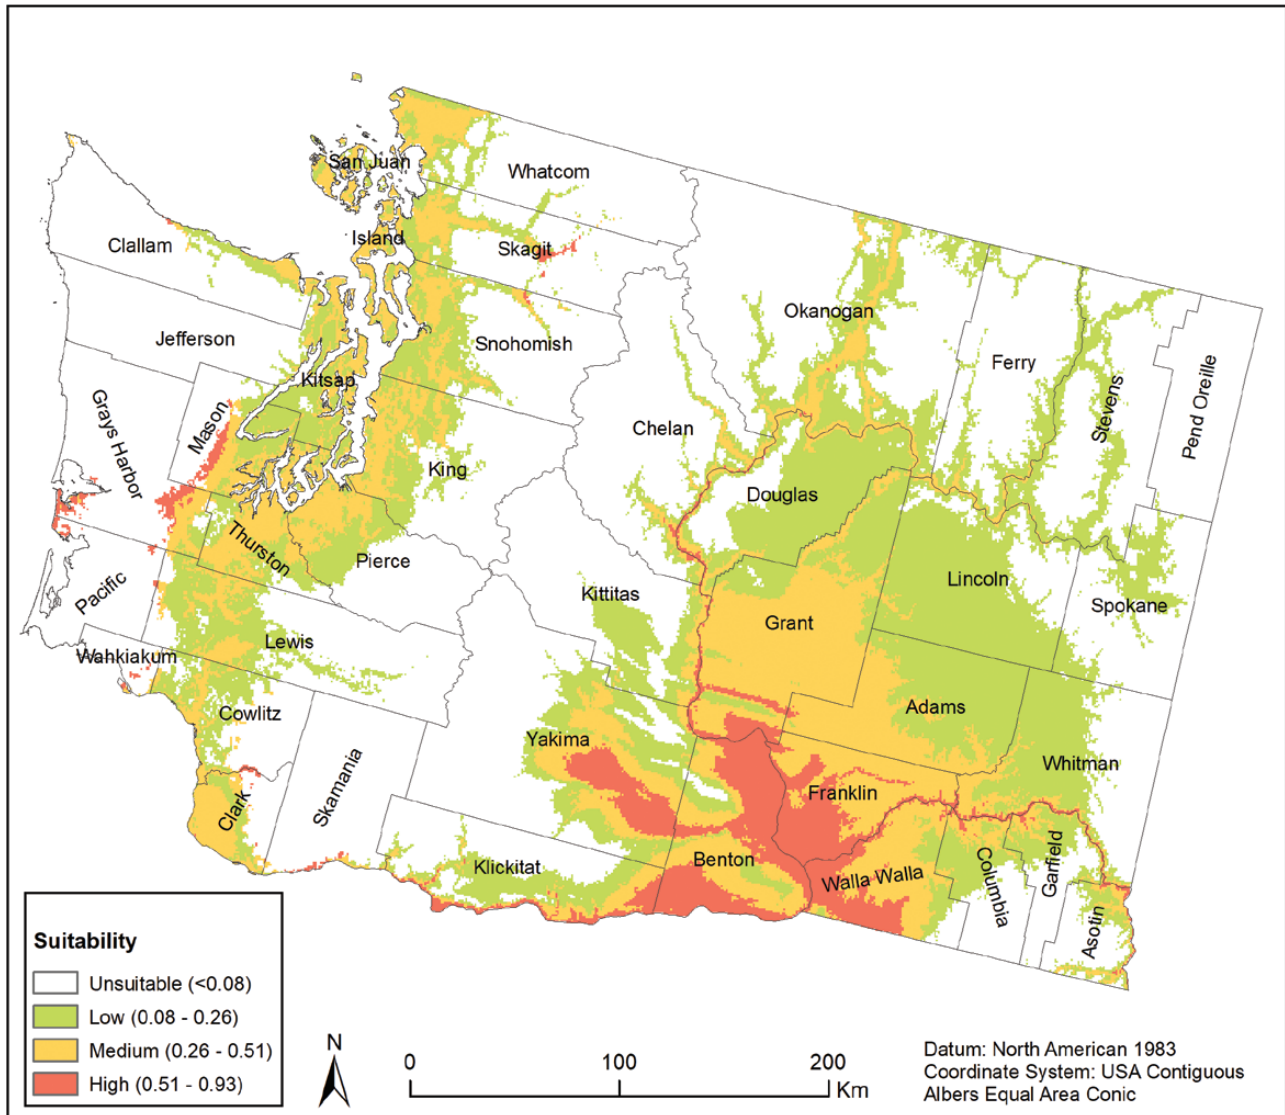 San Juan
Whatcom
Clallam
Island
Skagit
Okanogan
Jefferson
Snohomish
Ferry
Pend Oreille
Kitsap
Stevens
Grays Harbor
Mason
Chelan
King
Douglas
Thurston
Pierce
Lincoln
Pacific
Kittitas
Spokane
Grant
Lewis
Wahkiakum
Adams
Cowlitz
Yakima
Whitman
Skamania
Franklin
Clark
Klickitat
Benton
Walla Walla
Columbia
Garfield
Asotin
Suitability
Unsuitable (<0.08)
Low (0.08 - 0.26)
Medium (0.26 - 0.51)
High (0.51 - 0.93)
N
0 100 200
Km
Datum: North American 1983
Coordinate System: USA Contiguous
Albers Equal Area Conic